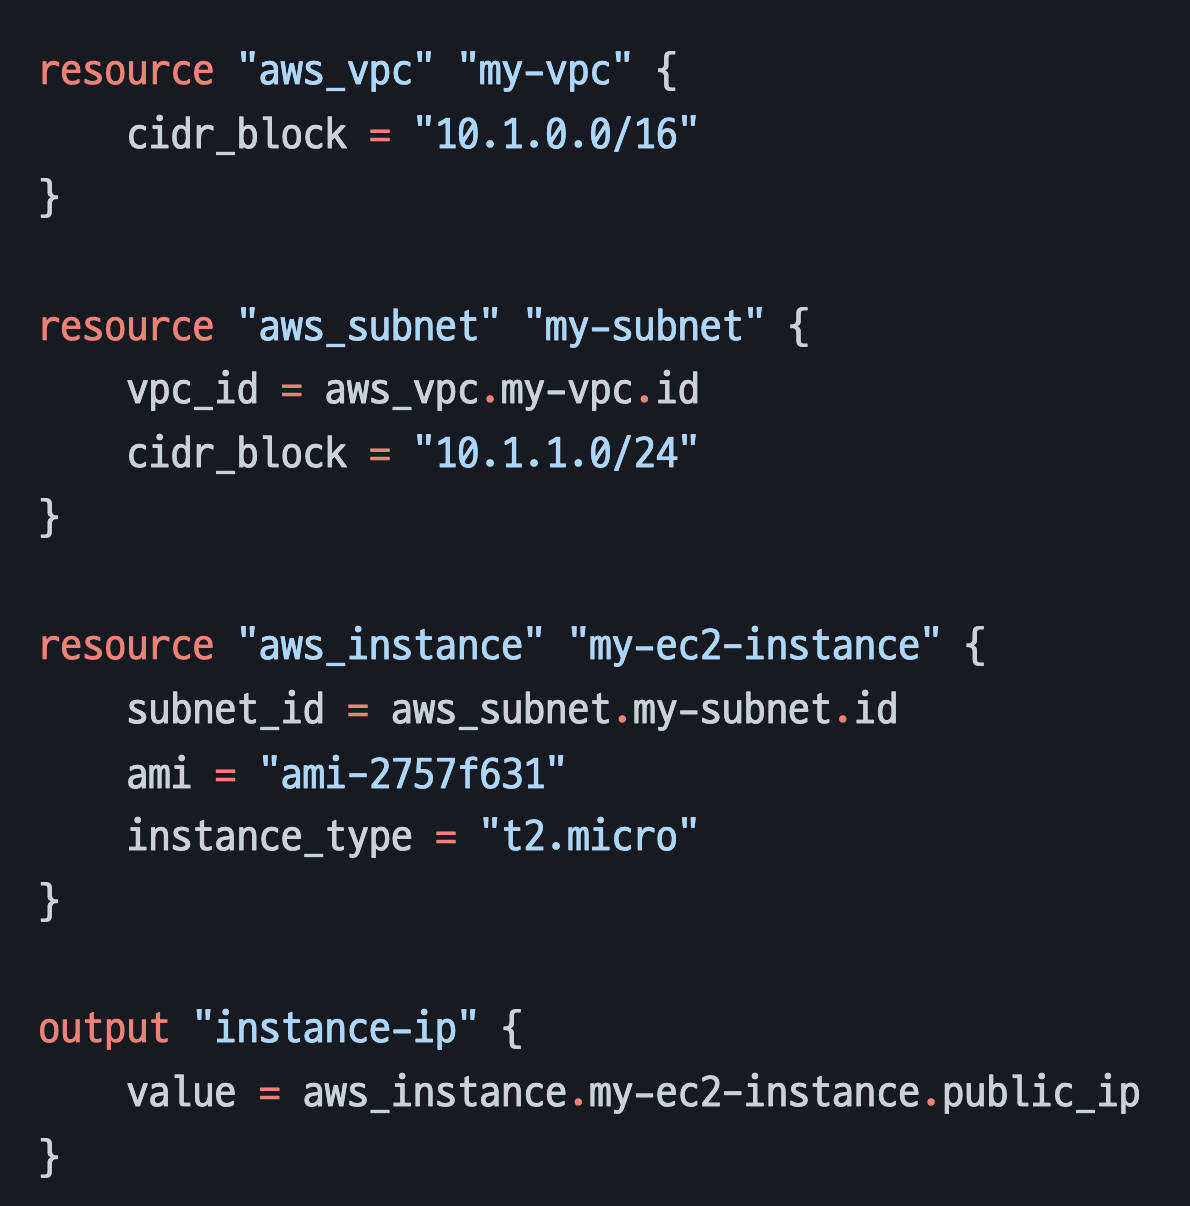 resource "aws_vpc" "my-vpc" {
    cidr_block = "10.1.0.0/16"
}

resource "aws_subnet" "my-subnet" {
    vpc_id = aws_vpc.my-vpc.id
    cidr_block = "10.1.1.0/24"
}

resource "aws_instance" "my-ec2-instance" {
    subnet_id = aws_subnet.my-subnet.id
    ami = "ami-2757f631"
    instance_type = "t2.micro"
}

output "instance-ip" {
    value = aws_instance.my-ec2-instance.public_ip
}